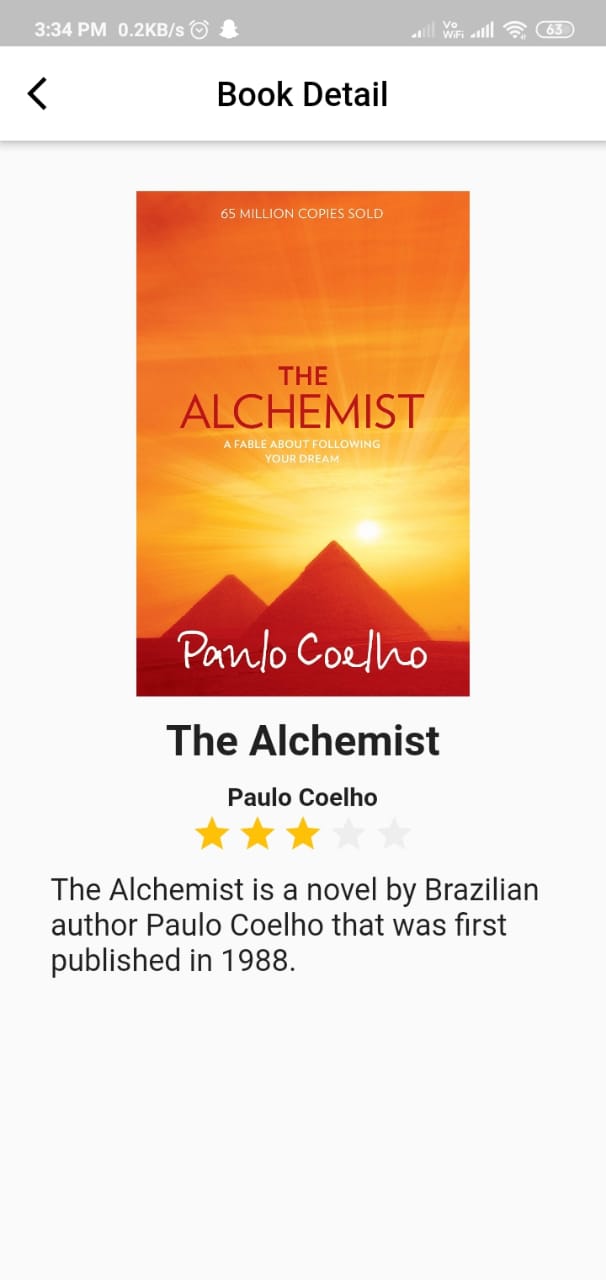 3:34 PM 0.2KB/s
Vo
WiFi
63
Book Detail
65 MILLION COPIES SOLD
THE
ALCHEMIST
A FABLE ABOUT FOLLOWING
YOUR DREAM
Paulo Coelho
The Alchemist
Paulo Coelho
The Alchemist is a novel by Brazilian
author Paulo Coelho that was first
published in 1988.